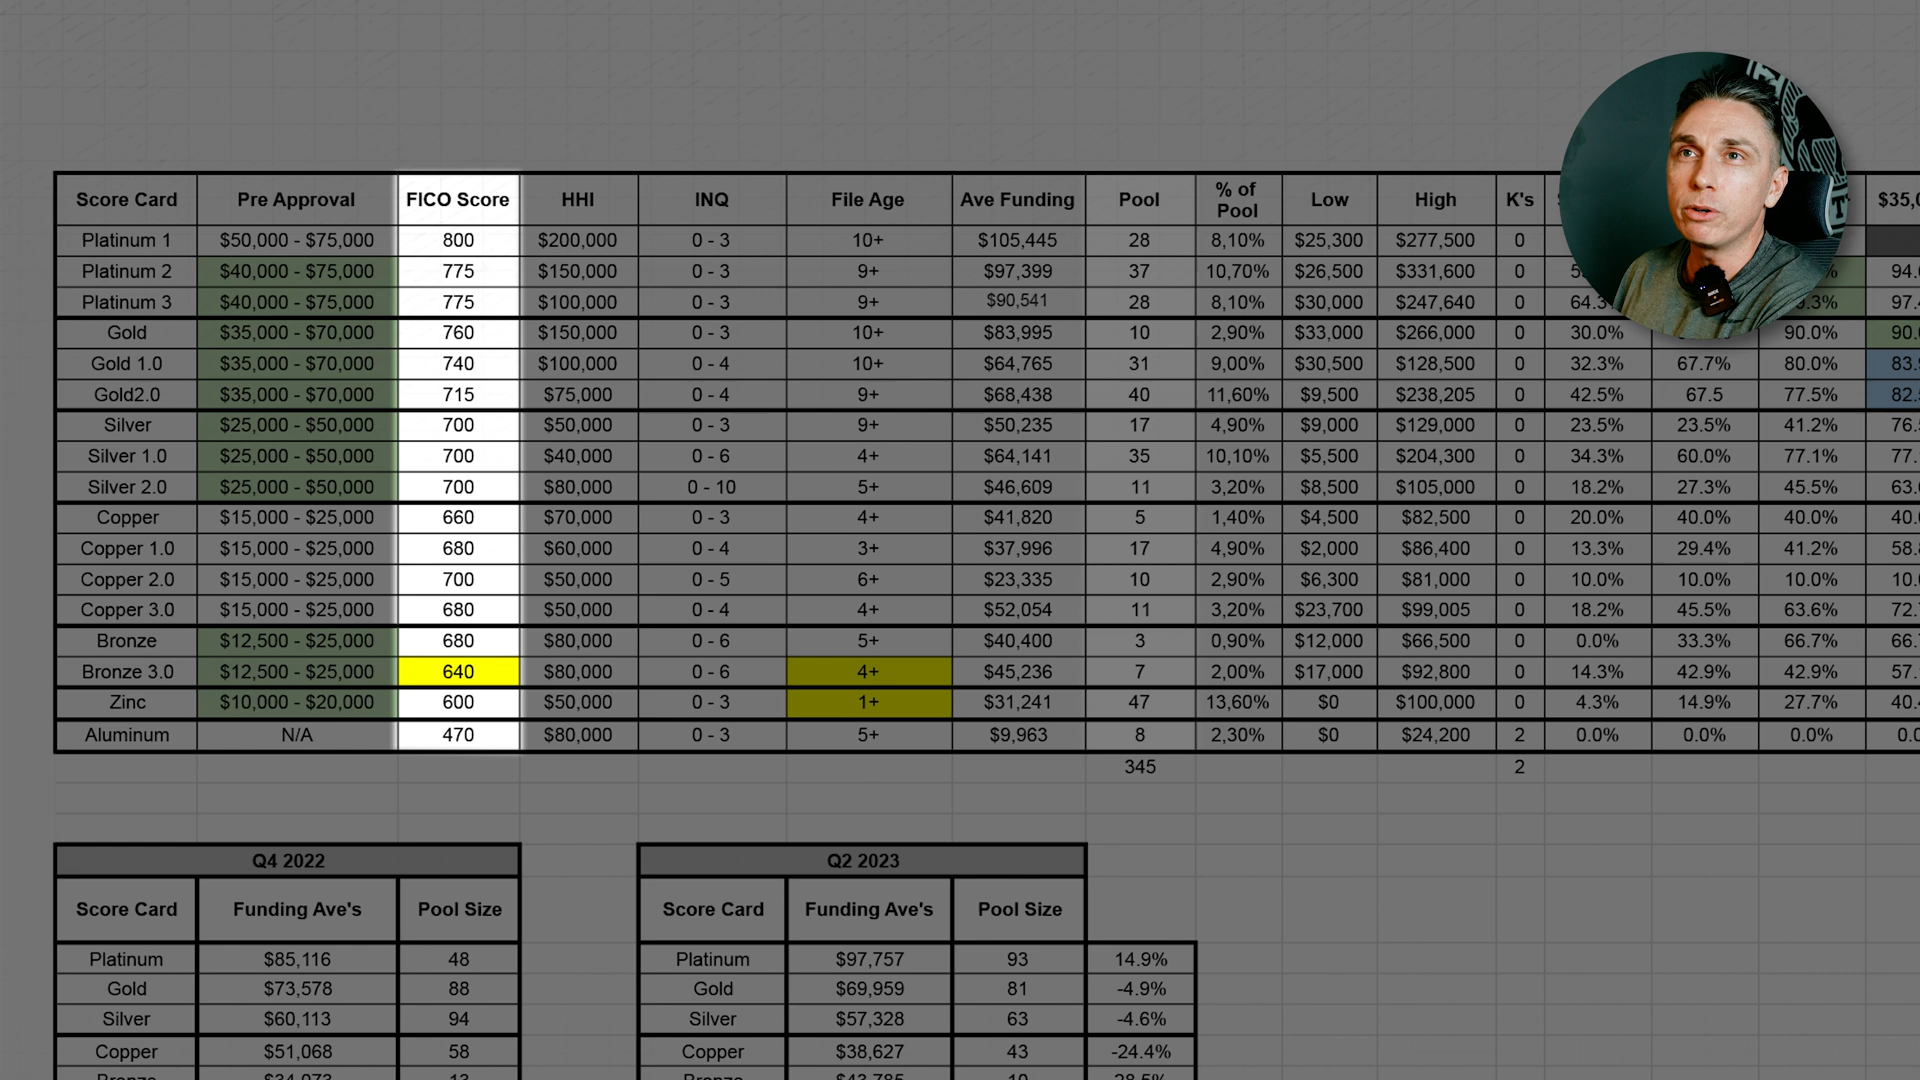 Score Card Pre Approval FICO Score HHI INQ File Age Ave Funding Pool % of Pool Low High K's $35,0
Platinum 1 $50,000 - $75,000 800 $200,000 0 - 3 10+ $105,445 28 8,10% $25,300 $277,500 0
Platinum 2 $40,000 - $75,000 775 $150,000 0 - 3 9+ $97,399 37 10,70% $26,500 $331,600 0 94.
Platinum 3 $40,000 - $75,000 775 $100,000 0 - 3 9+ $90,541 28 8,10% $30,000 $247,640 0 64.3 .3% 97.
Gold $35,000 - $70,000 760 $150,000 0 - 3 10+ $83,995 10 2,90% $33,000 $266,000 0 30.0% 90.0% 90.
Gold 1.0 $35,000 - $70,000 740 $100,000 0 - 4 10+ $64,765 31 9,00% $30,500 $128,500 0 32.3% 67.7% 80.0% 83.
Gold2.0 $35,000 - $70,000 715 $75,000 0 - 4 9+ $68,438 40 11,60% $9,500 $238,205 0 42.5% 67.5 77.5% 82.
Silver $25,000 - $50,000 700 $50,000 0 - 3 9+ $50,235 17 4,90% $9,000 $129,000 0 23.5% 23.5% 41.2% 76.
Silver 1.0 $25,000 - $50,000 700 $40,000 0 - 6 4+ $64,141 35 10,10% $5,500 $204,300 0 34.3% 60.0% 77.1% 77.
Silver 2.0 $25,000 - $50,000 700 $80,000 0 - 10 5+ $46,609 11 3,20% $8,500 $105,000 0 18.2% 27.3% 45.5% 63.
Copper $15,000 - $25,000 660 $70,000 0 - 3 4+ $41,820 5 1,40% $4,500 $82,500 0 20.0% 40.0% 40.0% 40.
Copper 1.0 $15,000 - $25,000 680 $60,000 0 - 4 3+ $37,996 17 4,90% $2,000 $86,400 0 13.3% 29.4% 41.2% 58.
Copper 2.0 $15,000 - $25,000 700 $50,000 0 - 5 6+ $23,335 10 2,90% $6,300 $81,000 0 10.0% 10.0% 10.0% 10.
Copper 3.0 $15,000 - $25,000 680 $50,000 0 - 4 4+ $52,054 11 3,20% $23,700 $99,005 0 18.2% 45.5% 63.6% 72.
Bronze $12,500 - $25,000 680 $80,000 0 - 6 5+ $40,400 3 0,90% $12,000 $66,500 0 0.0% 33.3% 66.7% 66.
Bronze 3.0 $12,500 - $25,000 640 $80,000 0 - 6 4+ $45,236 7 2,00% $17,000 $92,800 0 14.3% 42.9% 42.9% 57.
Zinc $10,000 - $20,000 600 $50,000 0 - 3 1+ $31,241 47 13,60% $0 $100,000 0 4.3% 14.9% 27.7% 40.
Aluminum N/A 470 $80,000 0 - 3 5+ $9,963 8 2,30% $0 $24,200 2 0.0% 0.0% 0.0% 0.
345 2
Q4 2022 Q2 2023
Score Card Funding Ave's Pool Size Score Card Funding Ave's Pool Size
Platinum $85,116 48 Platinum $97,757 93 14.9%
Gold $73,578 88 Gold $69,959 81 -4.9%
Silver $60,113 94 Silver $57,328 63 -4.6%
Copper $51,068 58 Copper $38,627 43 -24.4%